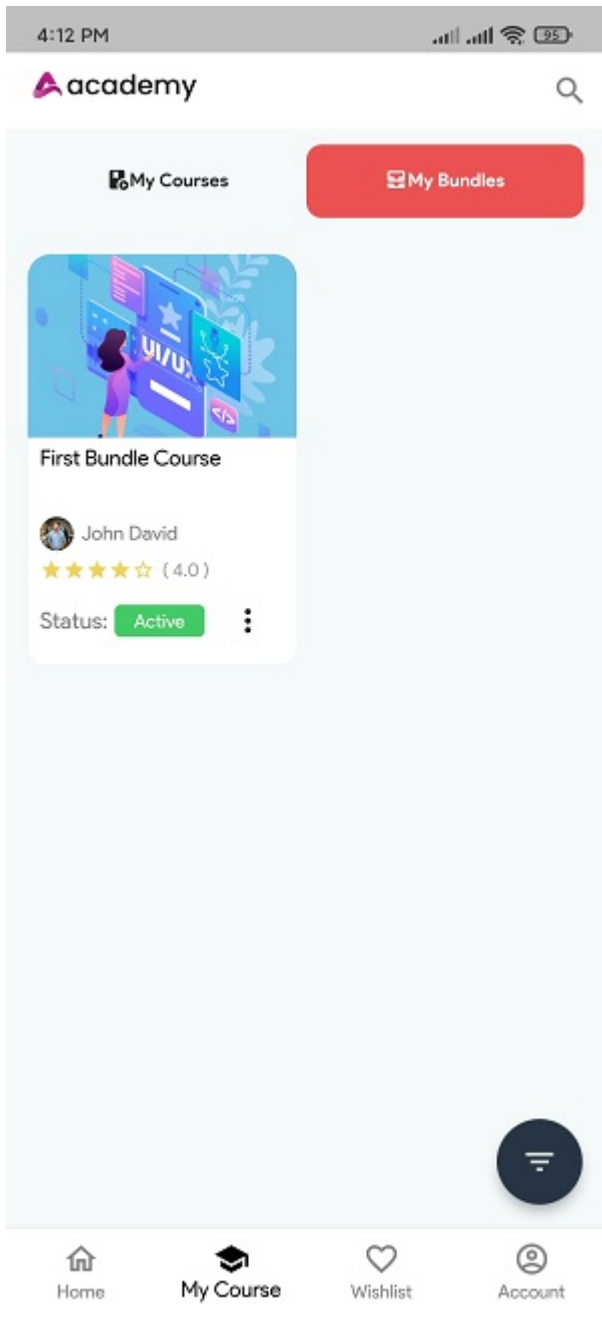 4:12 PM 95
academy
My Courses My Bundles
UI/UX
</>
First Bundle Course
John David
( 4.0 )
Status: Active
Home My Course Wishlist Account